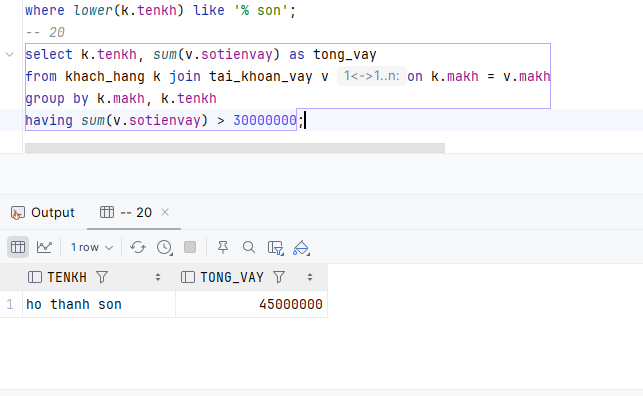 where lower(k.tenkh) like '% son';
-- 20
select k.tenkh, sum(v.sotienvay) as tong_vay
from khach_hang k join tai_khoan_vay v 1<->1..n: on k.makh = v.makh
group by k.makh, k.tenkh
having sum(v.sotienvay) > 30000000;
Output -- 20
1 row
TENKH TONG_VAY
1 ho thanh son 45000000